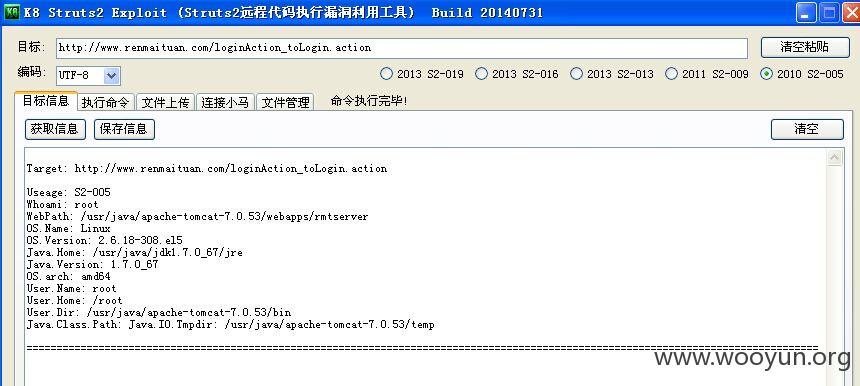 K8 Struts2 Exploit (Struts2远程代码执行漏洞利用工具) Build 20140731
目标: http://www.renmaituan.com/loginAction_toLogin.action 清空粘贴
编码: UTF-8 2013 S2-019 2013 S2-016 2013 S2-013 2011 S2-009 2010 S2-005
目标信息 执行命令 文件上传 连接小马 文件管理 命令执行完毕!
获取信息 保存信息 清空
Target: http://www.renmaituan.com/loginAction_toLogin.action
Useage: S2-005
Whoami: root
WebPath: /usr/java/apache-tomcat-7.0.53/webapps/rmtserver
OS.Name: Linux
OS.Version: 2.6.18-308.el5
Java.Home: /usr/java/jdk1.7.0_67/jre
Java.Version: 1.7.0_67
OS.arch: amd64
User.Name: root
User.Home: /root
User.Dir: /usr/java/apache-tomcat-7.0.53/bin
Java.Class.Path: Java.IO.Tmpdir: /usr/java/apache-tomcat-7.0.53/temp
www.wooyun.org